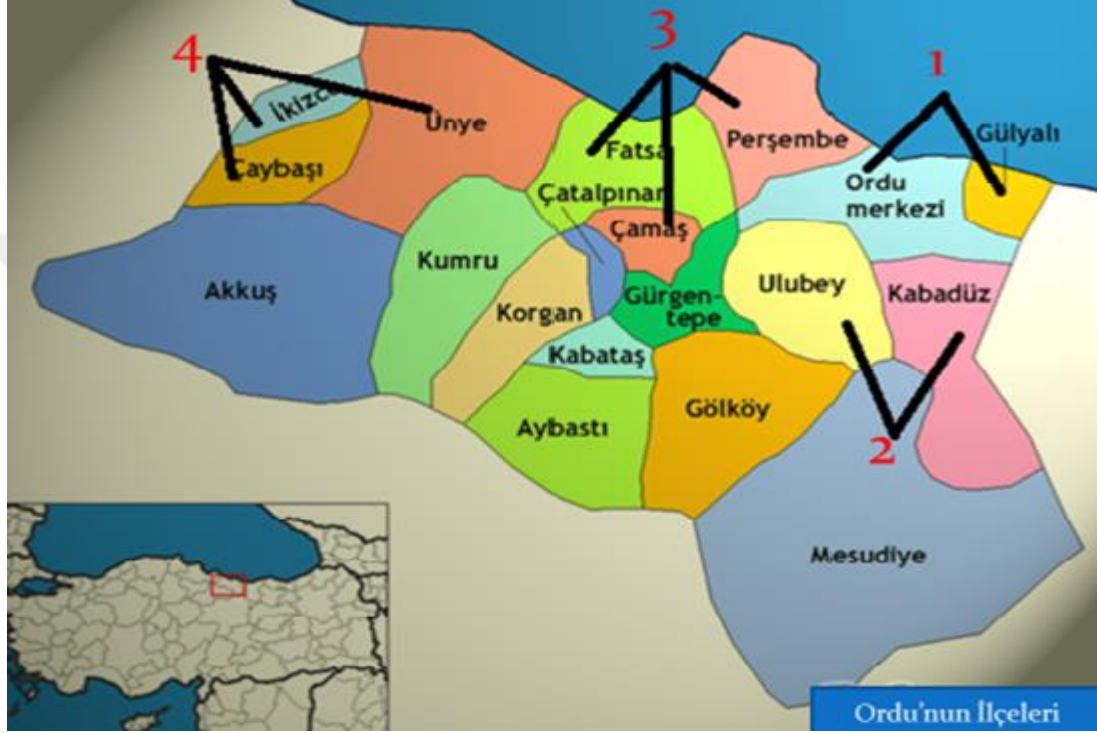 4
3
1
İkizce
Ünye
Gülyalı
Çaybaşı
Fatsa
Perşembe
Çatalpınar
Ordu
merkezi
Çamaş
Kumru
Akkuş
Korgan
Gürgen-
tepe
Ulubey
Kabadüz
Kabataş
Aybastı
Gölköy
2
Mesudiye
Ordu'nun İlçeleri